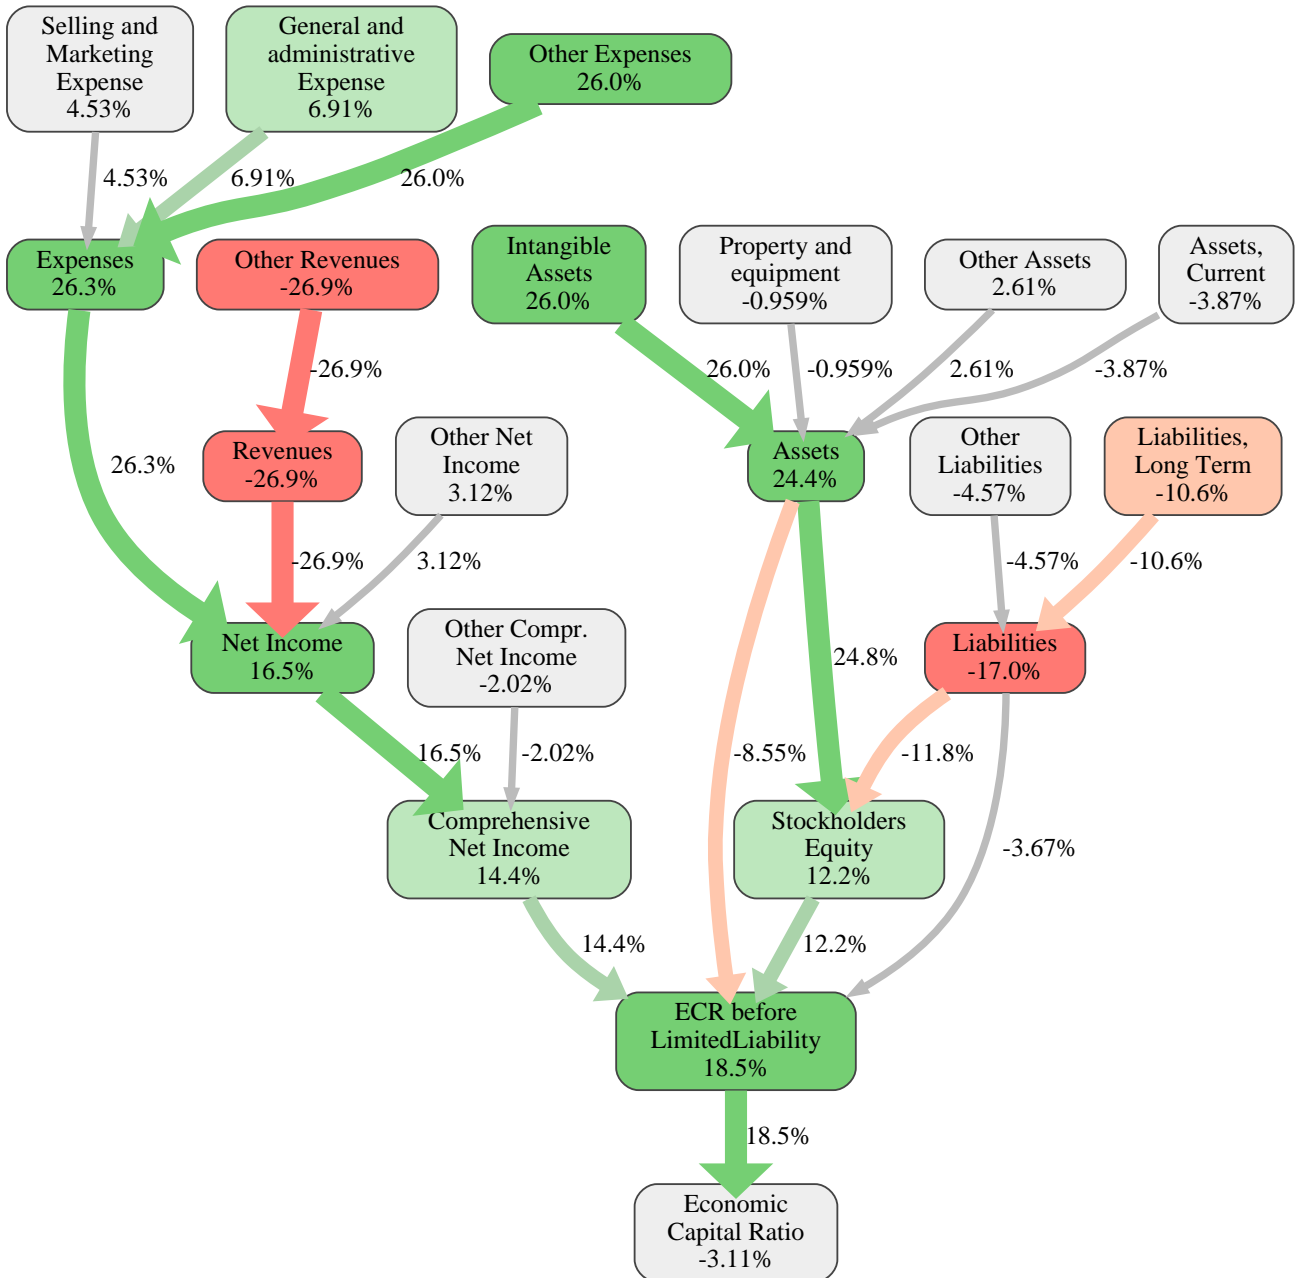 Selling and
Marketing
Expense
4.53%
General and
administrative
Expense
6.91%
Other Expenses
26.0%
4.53%
6.91%
26.0%
Expenses
26.3%
Other Revenues
-26.9%
Intangible
Assets
26.0%
Property and
equipment
-0.959%
Other Assets
2.61%
Assets,
Current
-3.87%
-26.9%
26.0%
-0.959%
2.61%
-3.87%
Revenues
-26.9%
Other Net
Income
3.12%
Assets
24.4%
Other
Liabilities
-4.57%
Liabilities,
Long Term
-10.6%
26.3%
-26.9%
3.12%
-4.57%
-10.6%
Net Income
16.5%
Other Compr.
Net Income
-2.02%
24.8%
Liabilities
-17.0%
16.5%
-2.02%
-8.55%
-11.8%
Comprehensive
Net Income
14.4%
Stockholders
Equity
12.2%
-3.67%
14.4%
12.2%
ECR before
LimitedLiability
18.5%
18.5%
Economic
Capital Ratio
-3.11%